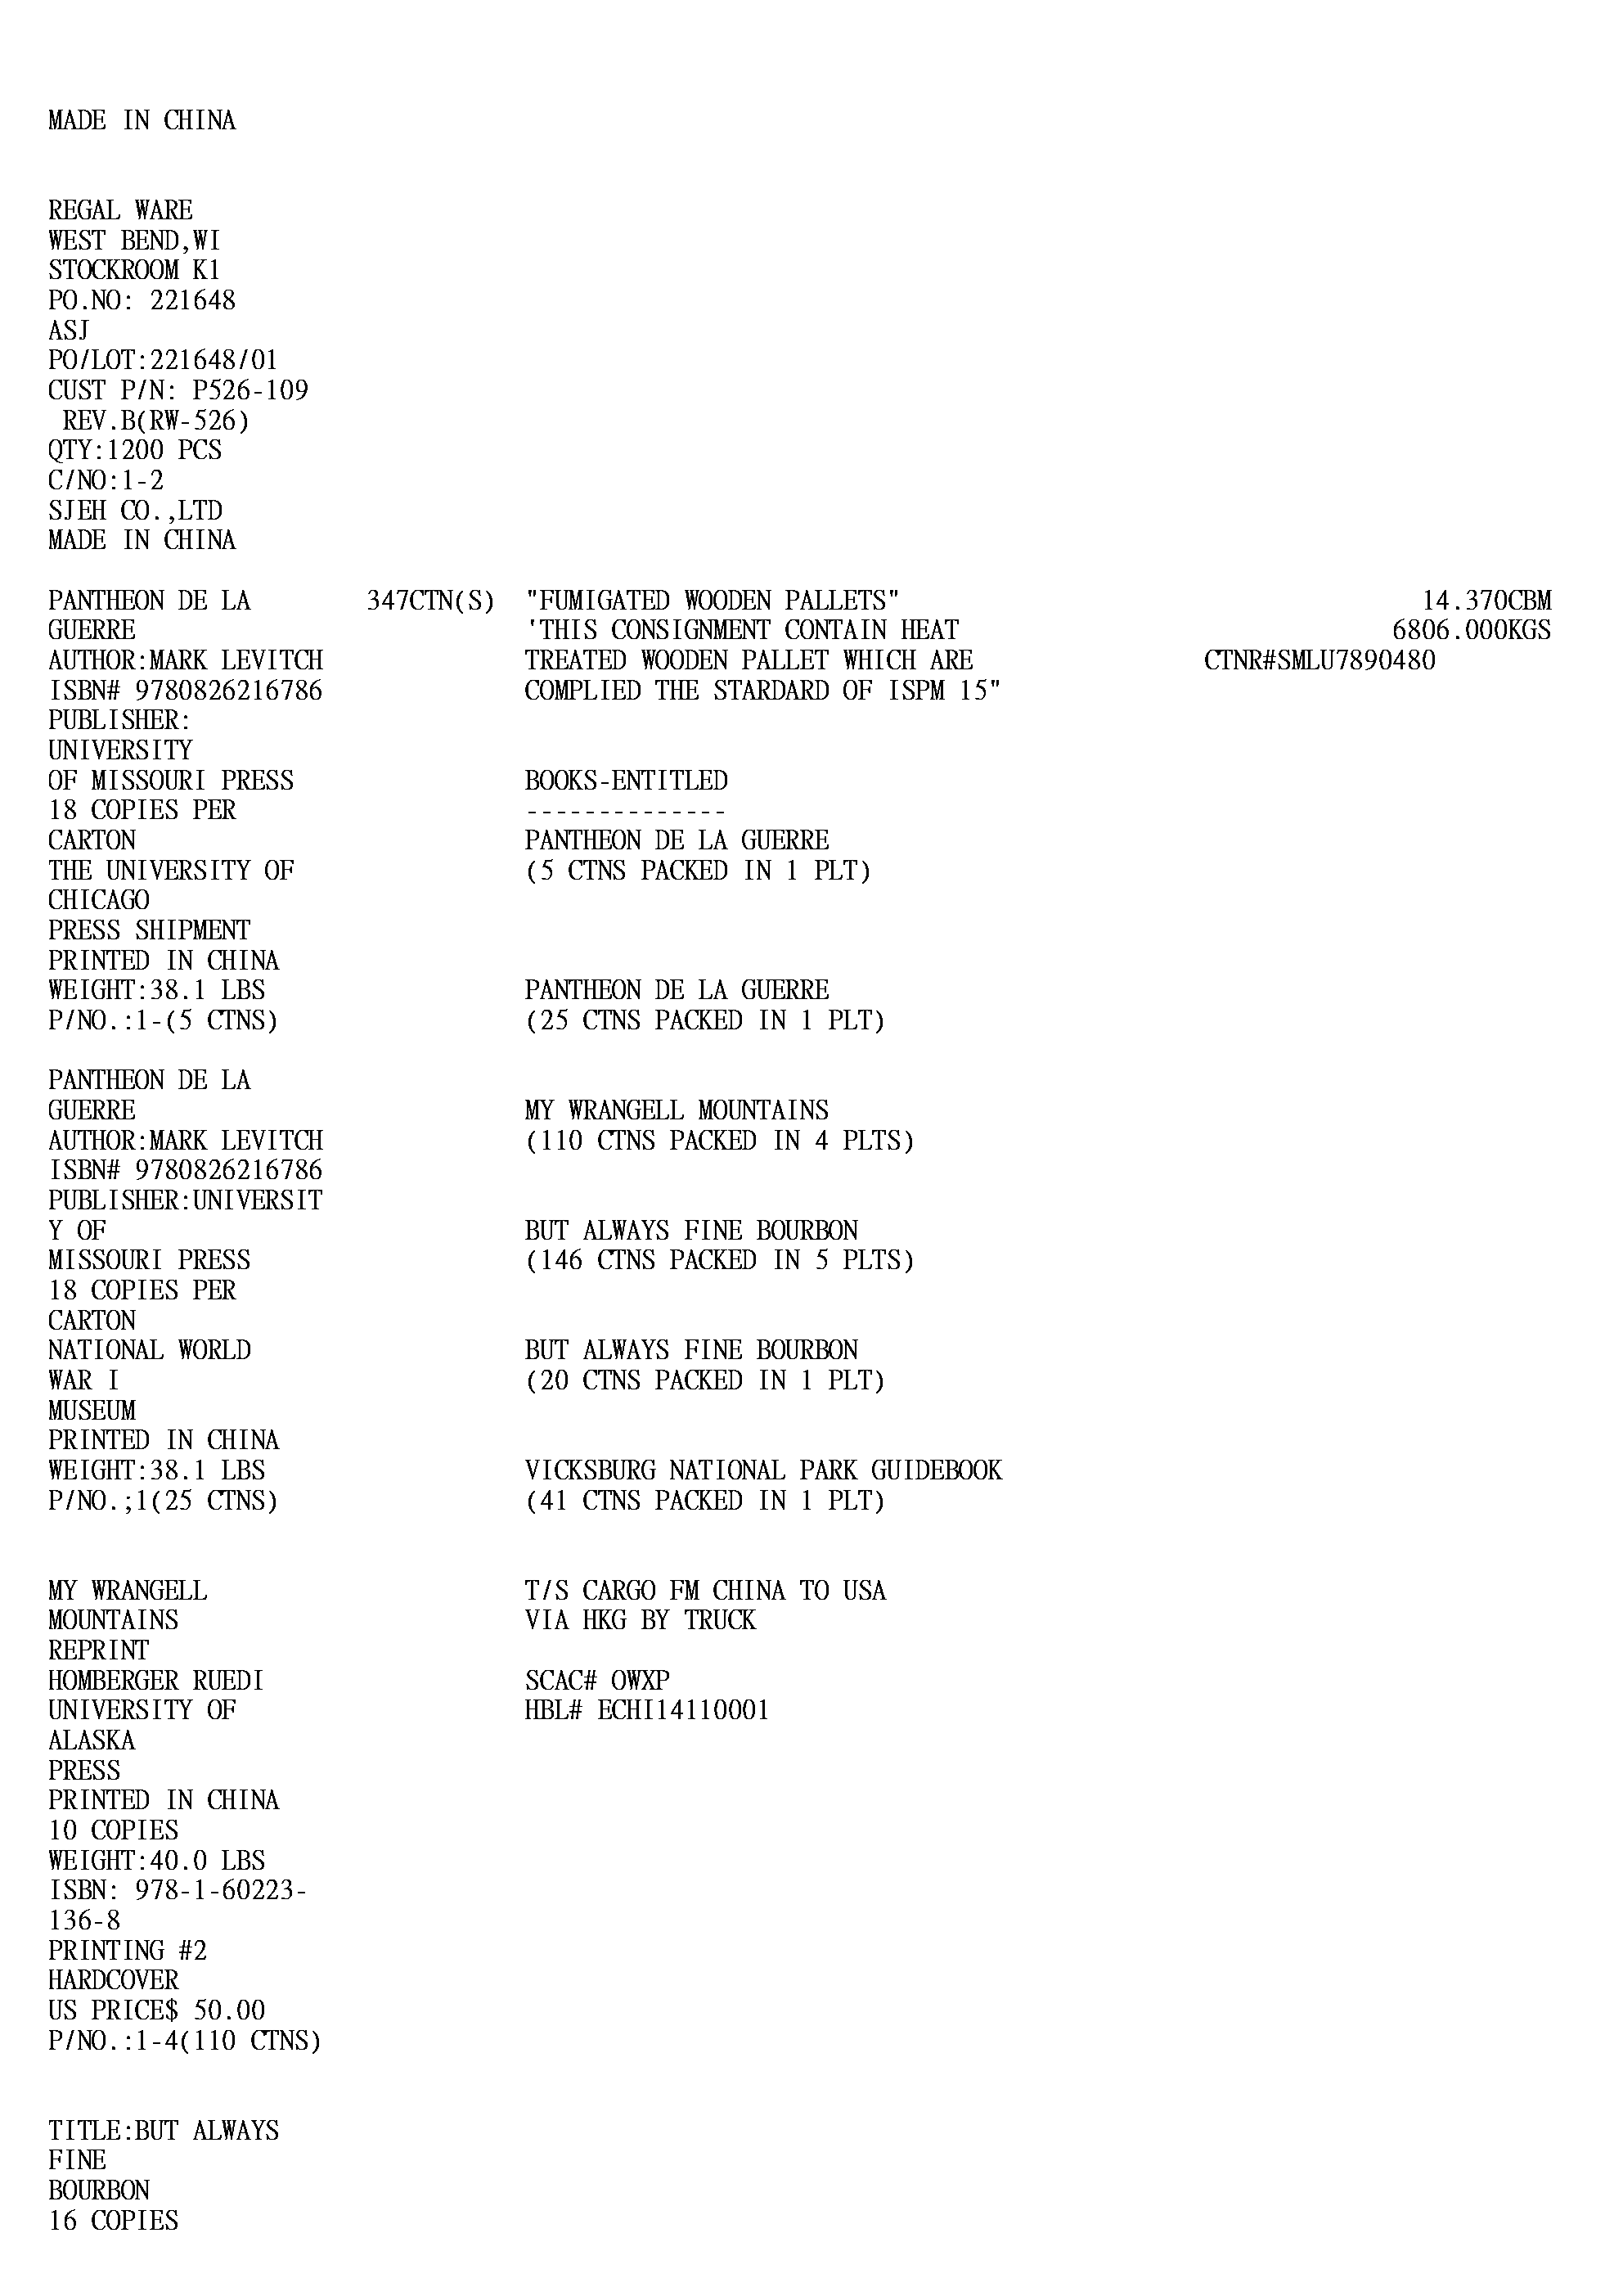 MADE IN CHINA
REGAL WARE
WEST BEND,WI
STOCKROOM K1
PO.NO: 221648
ASJ
PO/LOT:221648/01
CUST P/N: P526-109
REV.B(RW-526)
QTY:1200 PCS
C/NO:1-2
SJEH CO.,LTD
MADE IN CHINA
PANTHEON DE LA 347CTN(S) "FUMIGATED WOODEN PALLETS" 14.370CBM
GUERRE 'THIS CONSIGNMENT CONTAIN HEAT 6806.000KGS
AUTHOR:MARK LEVITCH TREATED WOODEN PALLET WHICH ARE CTNR#SMLU7890480
ISBN# 9780826216786 COMPLIED THE STARDARD OF ISPM 15"
PUBLISHER:
UNIVERSITY
OF MISSOURI PRESS BOOKS-ENTITLED
18 COPIES PER --------------
CARTON PANTHEON DE LA GUERRE
THE UNIVERSITY OF (5 CTNS PACKED IN 1 PLT)
CHICAGO
PRESS SHIPMENT
PRINTED IN CHINA
WEIGHT:38.1 LBS PANTHEON DE LA GUERRE
P/NO.:1-(5 CTNS) (25 CTNS PACKED IN 1 PLT)
PANTHEON DE LA
GUERRE MY WRANGELL MOUNTAINS
AUTHOR:MARK LEVITCH (110 CTNS PACKED IN 4 PLTS)
ISBN# 9780826216786
PUBLISHER:UNIVERSIT
Y OF BUT ALWAYS FINE BOURBON
MISSOURI PRESS (146 CTNS PACKED IN 5 PLTS)
18 COPIES PER
CARTON
NATIONAL WORLD BUT ALWAYS FINE BOURBON
WAR I (20 CTNS PACKED IN 1 PLT)
MUSEUM
PRINTED IN CHINA
WEIGHT:38.1 LBS VICKSBURG NATIONAL PARK GUIDEBOOK
P/NO.;1(25 CTNS) (41 CTNS PACKED IN 1 PLT)
MY WRANGELL T/S CARGO FM CHINA TO USA
MOUNTAINS VIA HKG BY TRUCK
REPRINT
HOMBERGER RUEDI SCAC# OWXP
UNIVERSITY OF HBL# ECHI14110001
ALASKA
PRESS
PRINTED IN CHINA
10 COPIES
WEIGHT:40.0 LBS
ISBN: 978-1-60223-
136-8
PRINTING #2
HARDCOVER
US PRICE$ 50.00
P/NO.:1-4(110 CTNS)
TITLE:BUT ALWAYS
FINE
BOURBON
16 COPIES